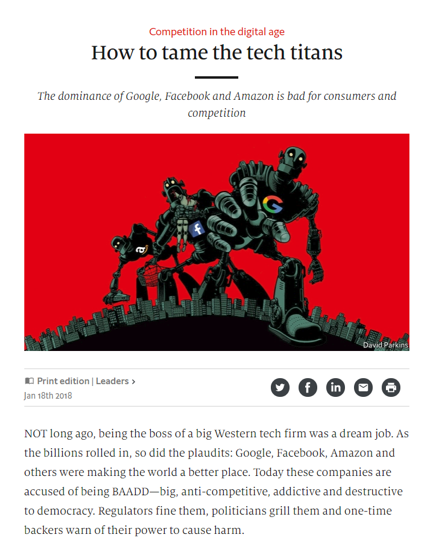 Competition in the digital age
How to tame the tech titans
The dominance of Google, Facebook and Amazon is bad for consumers and
competition
a
f
G
David Parkins
Print edition | Leaders ›
Jan 18th 2018
NOT long ago, being the boss of a big Western tech firm was a dream job. As
the billions rolled in, so did the plaudits: Google, Facebook, Amazon and
others were making the world a better place. Today these companies are
accused of being BAADD—big, anti-competitive, addictive and destructive
to democracy. Regulators fine them, politicians grill them and one-time
backers warn of their power to cause harm.